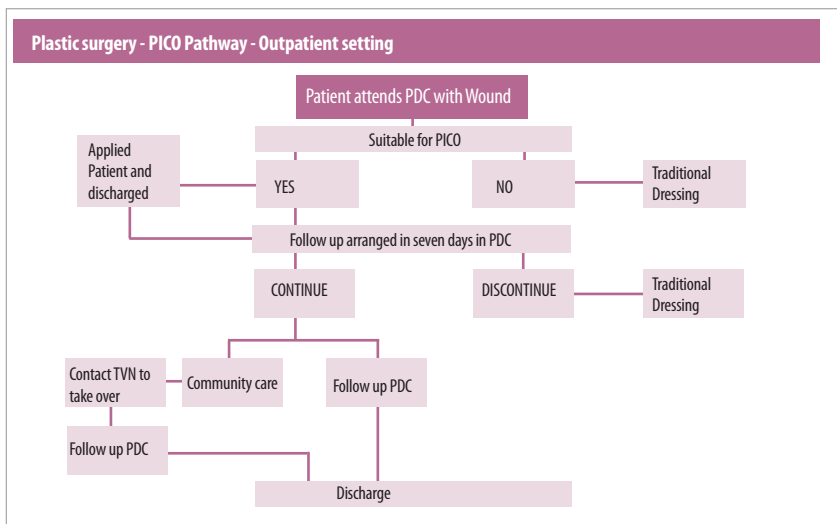 Plastic surgery - PICO Pathway - Outpatient setting
Patient attends PDC with Wound
Suitable for PICO
Applied
Patient and
discharged
YES
NO
Traditional
Dressing
Follow up arranged in seven days in PDC
CONTINUE
DISCONTINUE
Traditional
Dressing
Contact TVN to
take over
Community care
Follow up PDC
Follow up PDC
Discharge